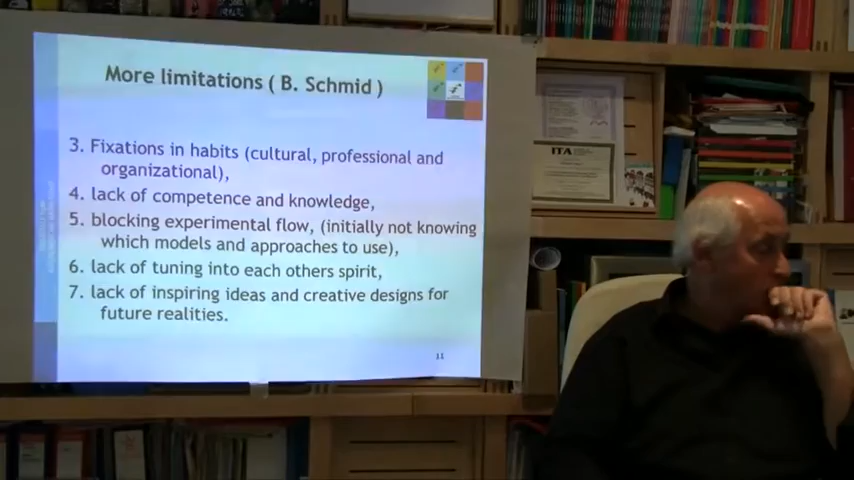 More limitations ( B. Schmid )
3. Fixations in habits (cultural, professional and
organizational),
4. lack of competence and knowledge,
5. blocking experimental flow, (initially not knowing
which models and approaches to use),
6. lack of tuning into each others spirit,
7. lack of inspiring ideas and creative designs for
future realities.
11
ITA